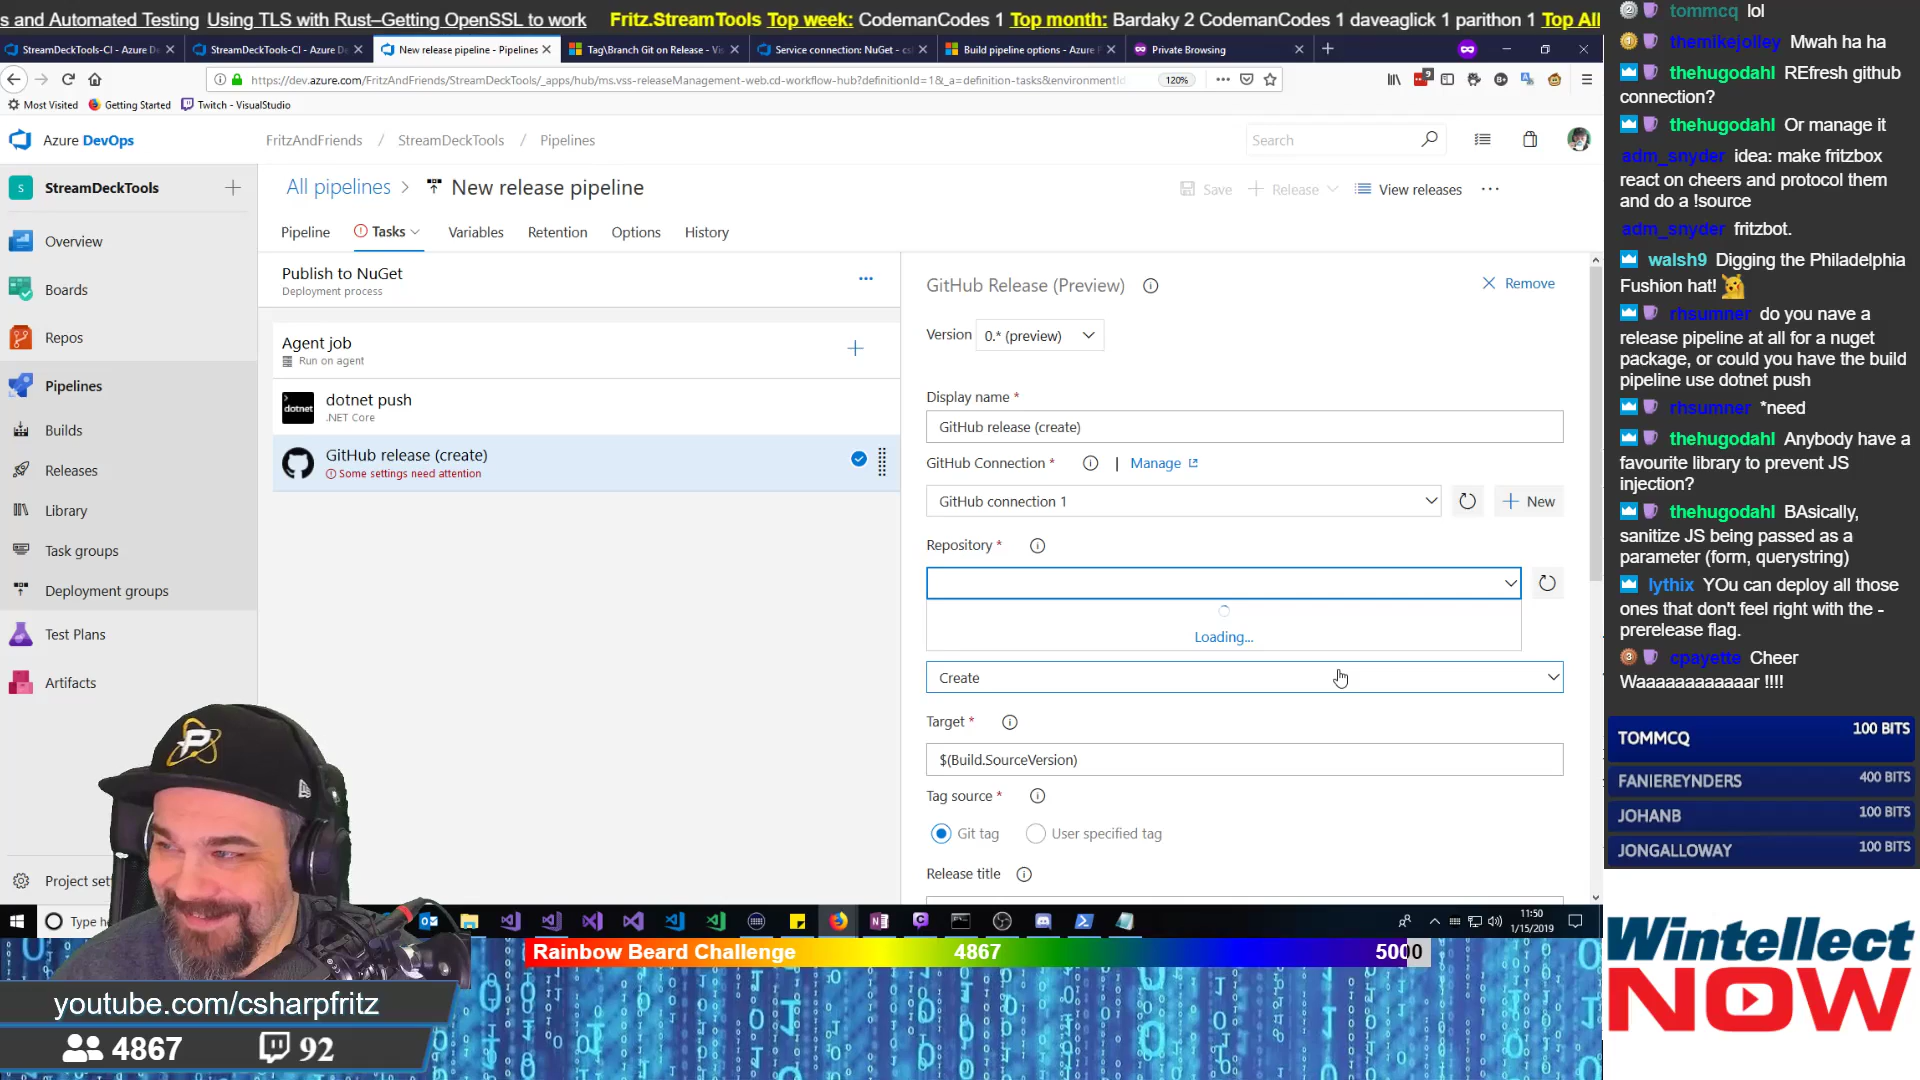 s and Automated Testing Using TLS with Rust–Getting OpenSSL to work Fritz.StreamTools Top week: CodemanCodes 1 Top month: Bardaky 2 CodemanCodes 1 daveaglick 1 parithon 1 Top All
StreamDeckTools-CI - Azure De
StreamDeckTools-CI - Azure De
New release pipeline - Pipelines
Tag\Branch Git on Release - Vis
Service connection: NuGet - cs
Build pipeline options - Azure P
Private Browsing
https://dev.azure.com/FritzAndFriends/StreamDeckTools/_apps/hub/ms.vss-releaseManagement-web.cd-workflow-hub?definitionId=1&_a=definition-tasks&environmentId
120%
Most Visited
Getting Started
Twitch - VisualStudio
Azure DevOps
FritzAndFriends / StreamDeckTools / Pipelines
Search
S
StreamDeckTools
Overview
Boards
Repos
Pipelines
Builds
Releases
Library
Task groups
Deployment groups
Test Plans
Artifacts
Project set
All pipelines > New release pipeline
Save
Release
View releases
Pipeline
Tasks
Variables
Retention
Options
History
Publish to NuGet
Deployment process
Agent job
Run on agent
dotnet
dotnet push
.NET Core
GitHub release (create)
Some settings need attention
GitHub Release (Preview)
Remove
Version
0.* (preview)
Display name *
GitHub release (create)
GitHub Connection *
| Manage
GitHub connection 1
New
Repository *
Loading...
Create
Target *
$(Build.SourceVersion)
Tag source *
Git tag
User specified tag
Release title
Type he
11:50
1/15/2019
tommcq lol
themikejolley Mwah ha ha
thehugodahl REfresh github
connection?
thehugodahl Or manage it
adm_snyder idea: make fritzbox
react on cheers and protocol them
and do a !source
adm_snyder fritzbot.
walsh9 Digging the Philadelphia
Fushion hat!
rhsumner do you nave a
release pipeline at all for a nuget
package, or could you have the build
pipeline use dotnet push
rhsumner *need
thehugodahl Anybody have a
favourite library to prevent JS
injection?
thehugodahl BAsically,
sanitize JS being passed as a
parameter (form, querystring)
lythix YOu can deploy all those
ones that don't feel right with the -
prerelease flag.
cpayette Cheer
Waaaaaaaaaaar !!!!
TOMMCQ 100 BITS
FANIEREYNDERS 400 BITS
JOHANB 100 BITS
JONGALLOWAY 100 BITS
Rainbow Beard Challenge 4867 5000
youtube.com/csharpfritz
4867 92
Wintellect
NOW